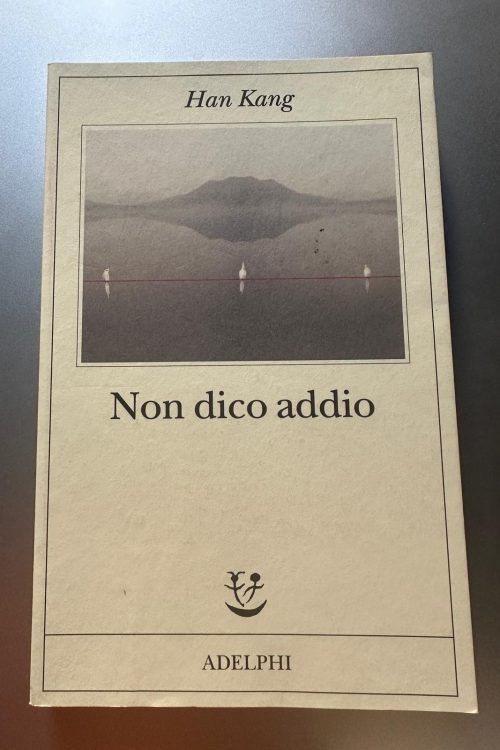 Han Kang
Non dico addio
ADELPHI